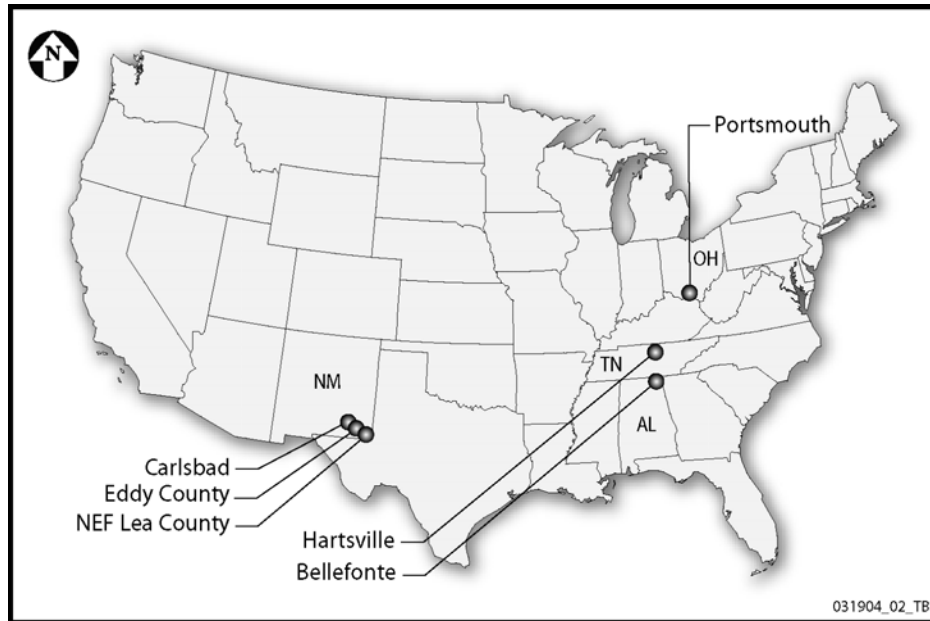 N
Portsmouth
OH
TN
NM
AL
Carlsbad
Eddy County
NEF Lea County
Hartsville
Bellefonte
031904_02_TB